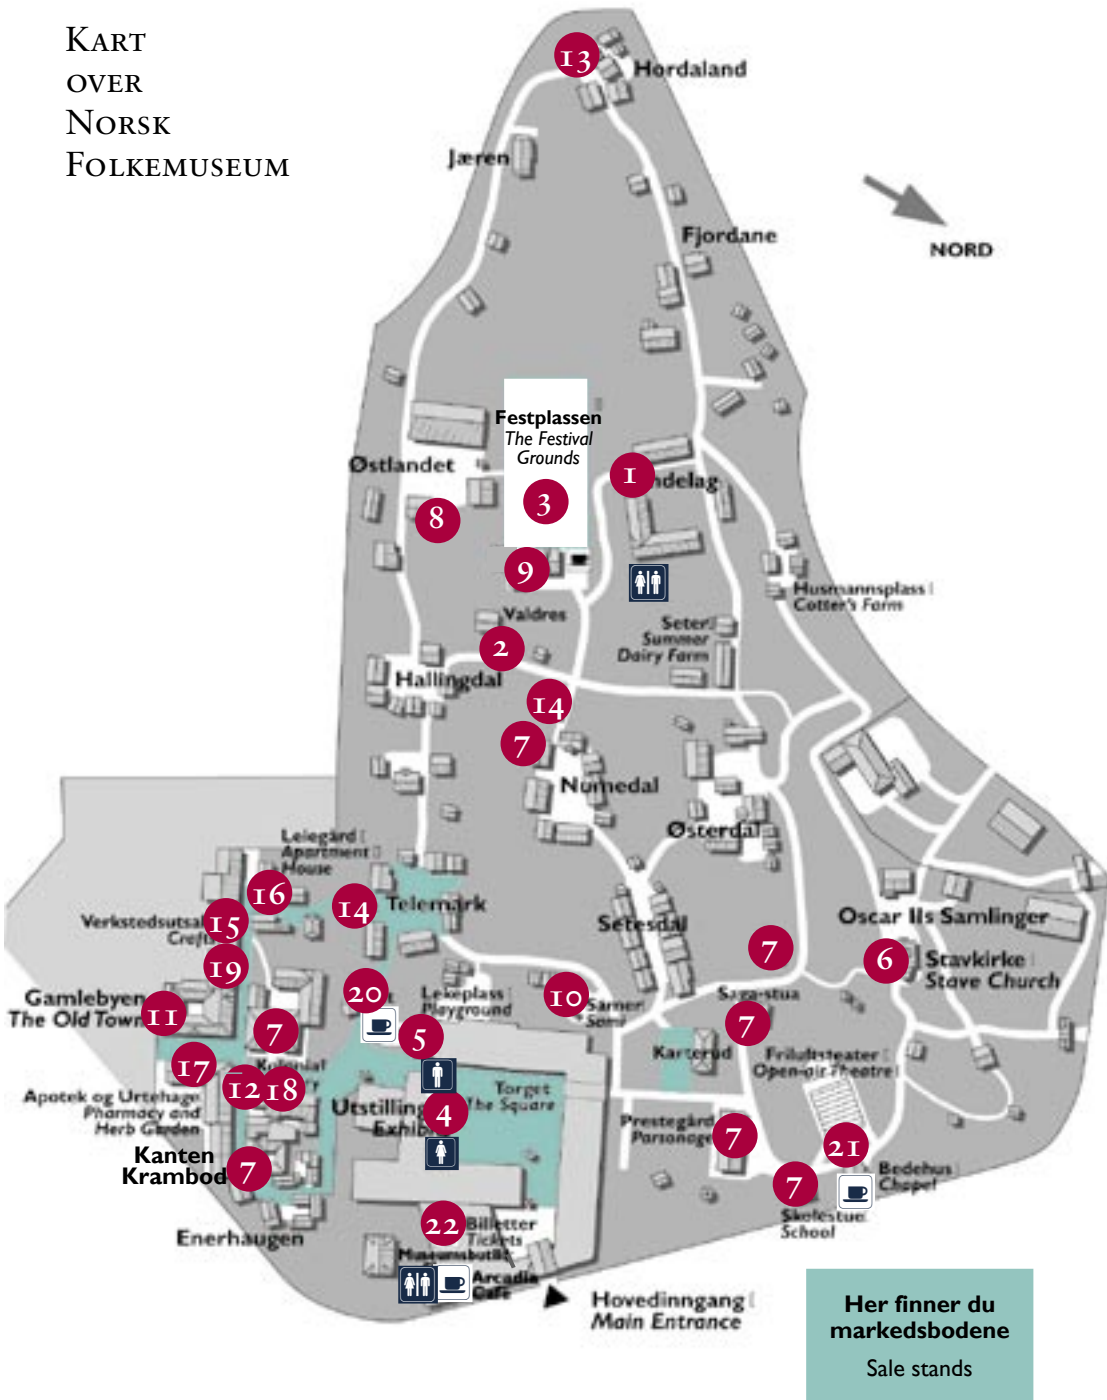 Kart
over
Norsk
Folkemuseum
13
Hordaland
Jæren
Fjordane
NORD
Festplassen
The Festival
Grounds
3
Østlandet
8
1
9
Husmannsplass
Cotter's Farm
Valdres
2
Seter
Summer
Dairy Farm
Hallingdal
14
7
Numedal
Østerdal
Leiegård
Apartment
House
16
14
Telemark
15
Setesdal
Oscar IIs Samlinger
7
6
Stavkirke
Stave Church
19
Gamlebyen
The Old Town
11
20
Lekeplass
Playground
10
Samer
Sami
Saga-stua
7
5
7
Karterud
Friluftsteater
Open-air Theatre
17
12
18
Apotek og Urtehage
Pharmacy and
Herb Garden
Torget
The Square
4
Prestegård
Parsonage
7
21
Kanten
Krambod
7
7
Bedehus
Chapel
Skolestue
School
Enerhaugen
22
Billetter
Tickets
Arcadia
Café
Hovedinngang
Main Entrance
Her finner du
markedsbodene
Sale stands